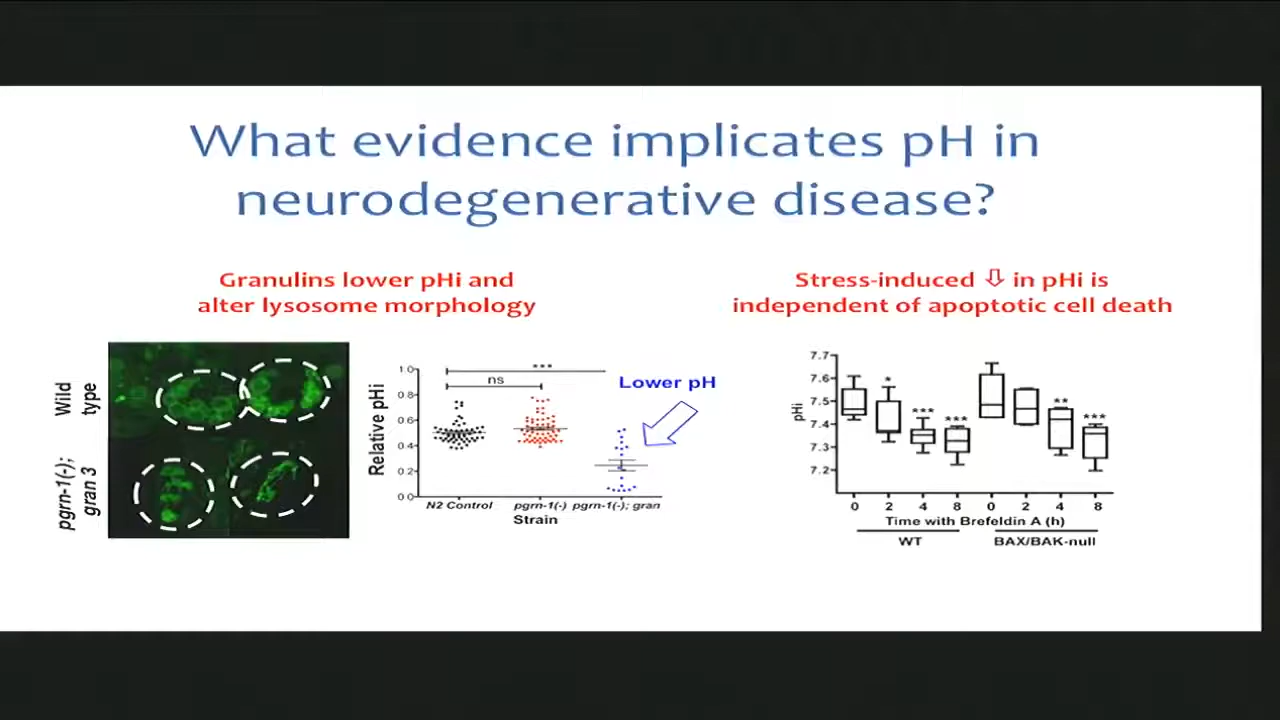 What evidence implicates pH in
neurodegenerative disease?
Granulins lower pHi and
alter lysosome morphology
Wild
type
pgrn-1(-);
gran 3
Relative pHi
1.0
0.8
0.6
0.4
0.2
0.0
***
ns
Lower pH
N2 Control pgrn-1(-) pgrn-1(-); gran
Strain
Stress-induced ⇩ in pHi is
independent of apoptotic cell death
pHi
7.7
7.6
7.5
7.4
7.3
7.2
* *** *** ** ***
0 2 4 8 0 2 4 8
Time with Brefeldin A (h)
WT BAX/BAK-null